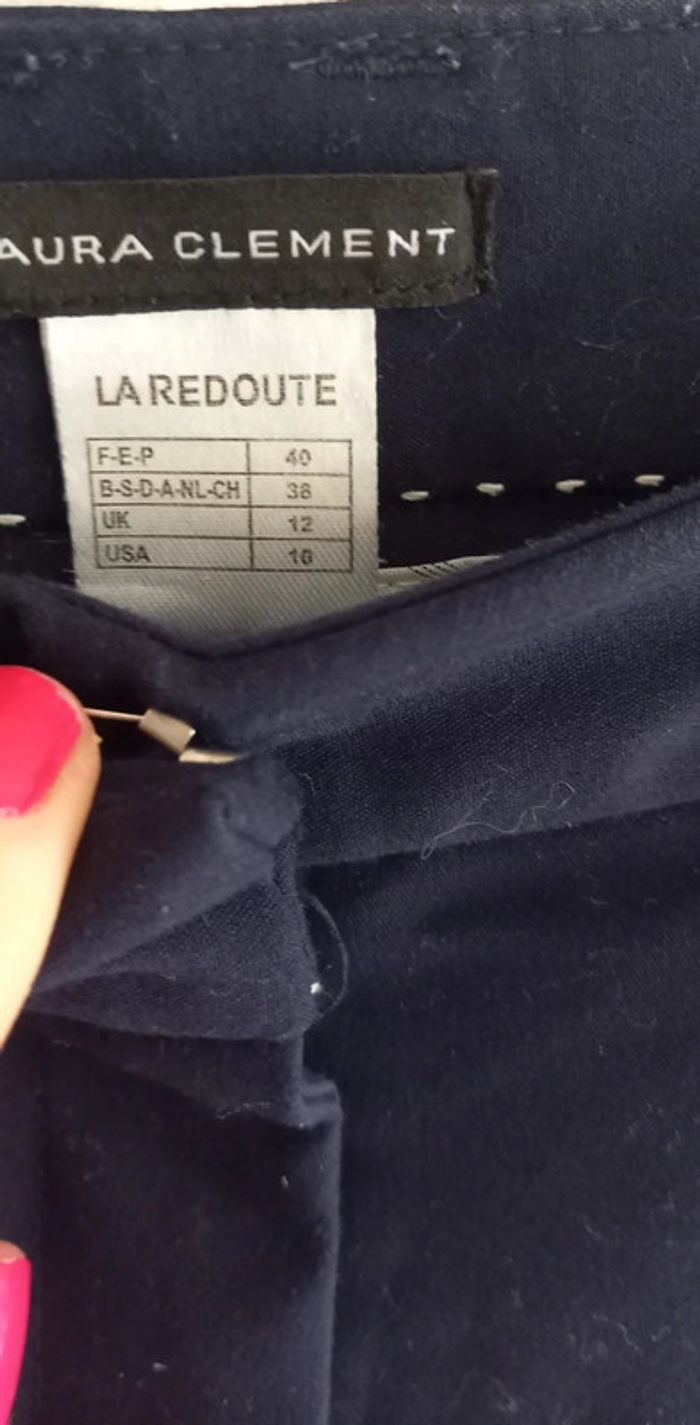 AURA CLEMENT
LA REDOUTE
F-E-P 40
B-S-D-A-NL-CH 38
UK 12
USA 10